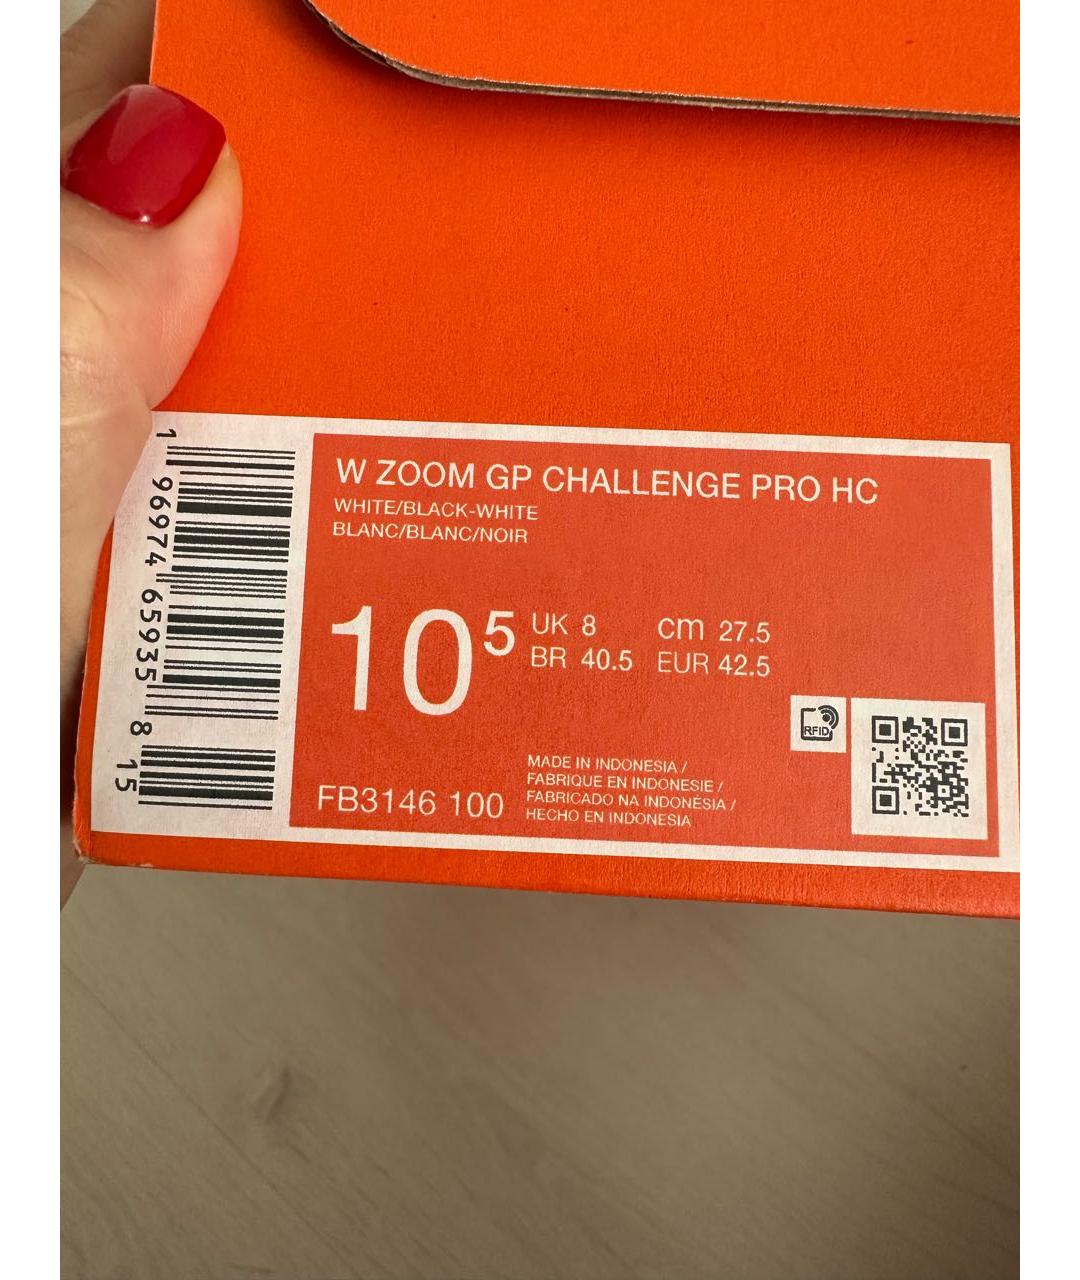 W ZOOM GP CHALLENGE PRO HC
WHITE/BLACK-WHITE
BLANC/BLANC/NOIR
10 5
UK 8 cm 27.5
BR 40.5 EUR 42.5
RFID
MADE IN INDONESIA /
FABRIQUE EN INDONESIE /
FABRICADO NA INDONÉSIA /
HECHO EN INDONESIA
FB3146 100
1 96974 65935 8 15